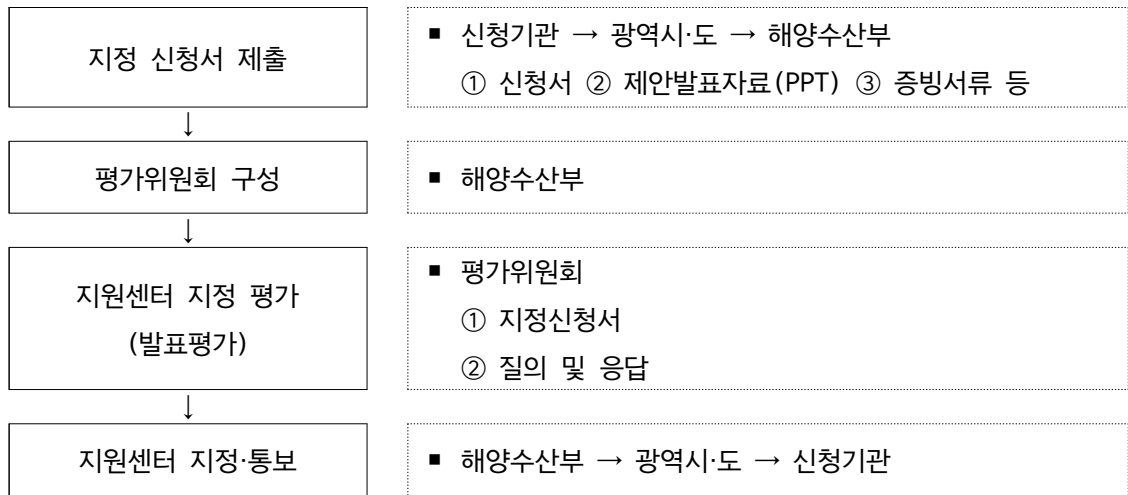 지정 신청서 제출
■ 신청기관 → 광역시·도 → 해양수산부
① 신청서 ② 제안발표자료(PPT) ③ 증빙서류 등
↓
평가위원회 구성
■ 해양수산부
↓
지원센터 지정 평가
(발표평가)
■ 평가위원회
① 지정신청서
② 질의 및 응답
↓
지원센터 지정·통보
■ 해양수산부 → 광역시·도 → 신청기관